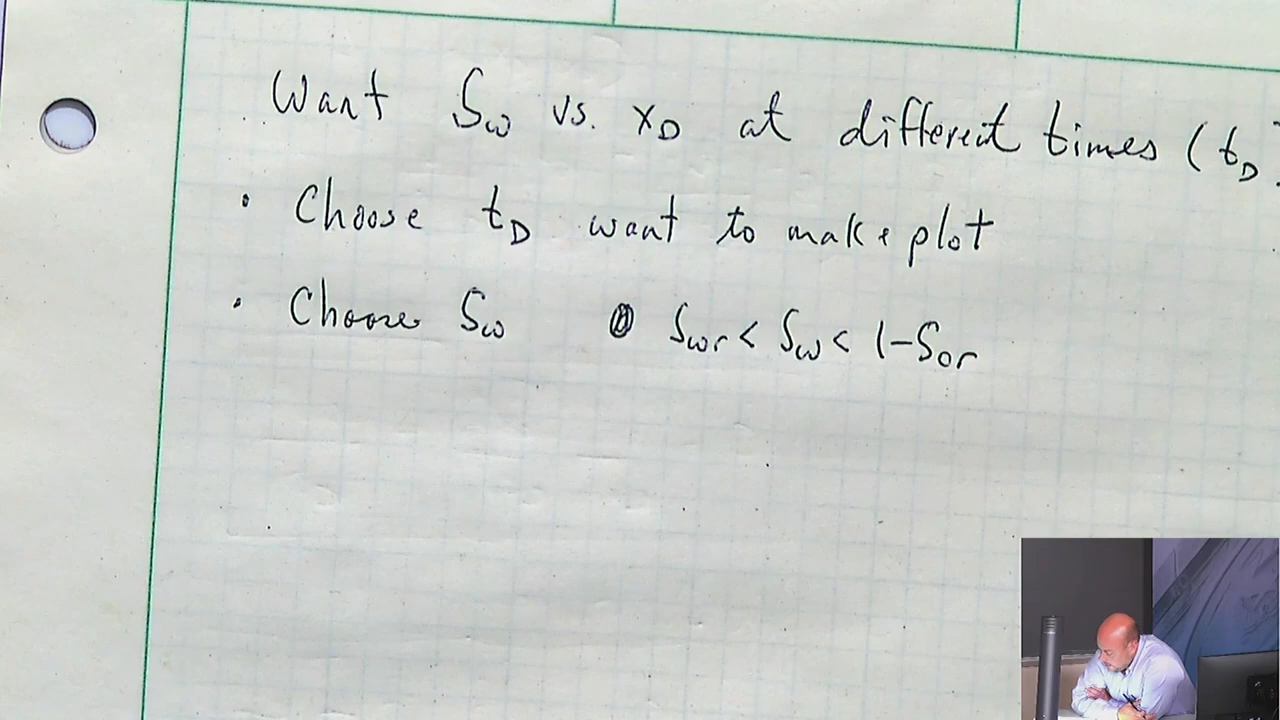 Want Sw vs. xD at different times (tD
• Choose tD want to make plot
• Choose Sw Swr < Sw < 1-Sor